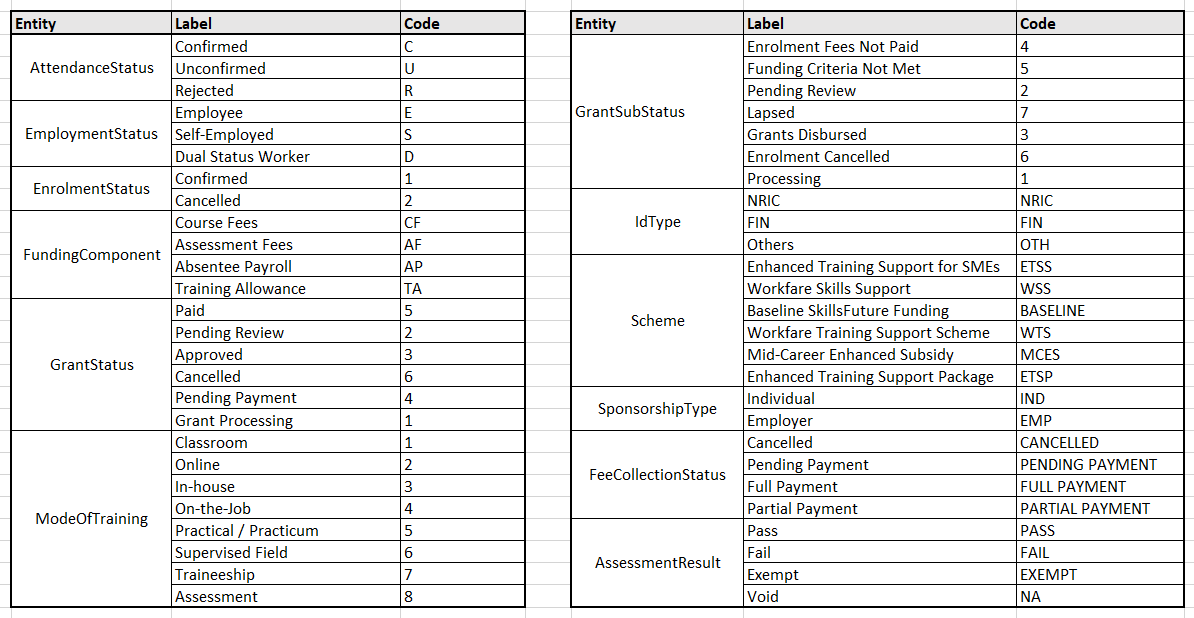 Entity Label Code
AttendanceStatus
Confirmed C
Unconfirmed U
Rejected R
EmploymentStatus
Employee E
Self-Employed S
Dual Status Worker D
EnrolmentStatus
Confirmed 1
Cancelled 2
FundingComponent
Course Fees CF
Assessment Fees AF
Absentee Payroll AP
Training Allowance TA
GrantStatus
Paid 5
Pending Review 2
Approved 3
Cancelled 6
Pending Payment 4
Grant Processing 1
ModeOfTraining
Classroom 1
Online 2
In-house 3
On-the-Job 4
Practical / Practicum 5
Supervised Field 6
Traineeship 7
Assessment 8
Entity Label Code
GrantSubStatus
Enrolment Fees Not Paid 4
Funding Criteria Not Met 5
Pending Review 2
Lapsed 7
Grants Disbursed 3
Enrolment Cancelled 6
Processing 1
IdType
NRIC NRIC
FIN FIN
Others OTH
Scheme
Enhanced Training Support for SMEs ETSS
Workfare Skills Support WSS
Baseline SkillsFuture Funding BASELINE
Workfare Training Support Scheme WTS
Mid-Career Enhanced Subsidy MCES
Enhanced Training Support Package ETSP
SponsorshipType
Individual IND
Employer EMP
FeeCollectionStatus
Cancelled CANCELLED
Pending Payment PENDING PAYMENT
Full Payment FULL PAYMENT
Partial Payment PARTIAL PAYMENT
AssessmentResult
Pass PASS
Fail FAIL
Exempt EXEMPT
Void NA